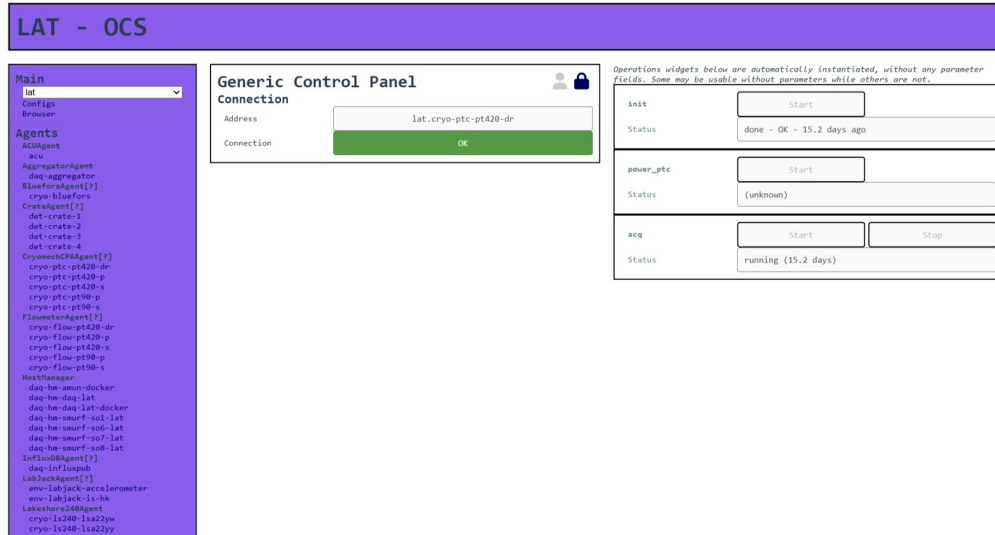 LAT - OCS
Main
lat
Configs
Browser
Agents
ACUAgent
acu
AggregatorAgent
daq-aggregator
BlueforsAgent[?]
cryo-bluefors
CrateAgent[?]
det-crate-1
det-crate-2
det-crate-3
det-crate-4
CryomechCPAAgent[?]
cryo-ptc-pt420-dr
cryo-ptc-pt420-p
cryo-ptc-pt420-s
cryo-ptc-pt90-p
cryo-ptc-pt90-s
FlowmeterAgent[?]
cryo-flow-pt420-dr
cryo-flow-pt420-p
cryo-flow-pt420-s
cryo-flow-pt90-p
cryo-flow-pt90-s
HostManager
daq-hm-amun-docker
daq-hm-daq-lat
daq-hm-daq-lat-docker
daq-hm-smurf-so1-lat
daq-hm-smurf-so6-lat
daq-hm-smurf-so7-lat
daq-hm-smurf-so8-lat
InfluxDBAgent[?]
daq-influxpub
LabJackAgent[?]
env-labjack-accelerometer
env-labjack-is-hk
Lakeshore240Agent
cryo-ls240-lsa22yw
cryo-ls240-lsa22yy
Generic Control Panel
Connection
Address lat.cryo-ptc-pt420-dr
Connection OK
Operations widgets below are automatically instantiated, without any parameter
fields. Some may be usable without parameters while others are not.
init Start
Status done - OK - 15.2 days ago
power_ptc Start
Status (unknown)
acq Start Stop
Status running (15.2 days)